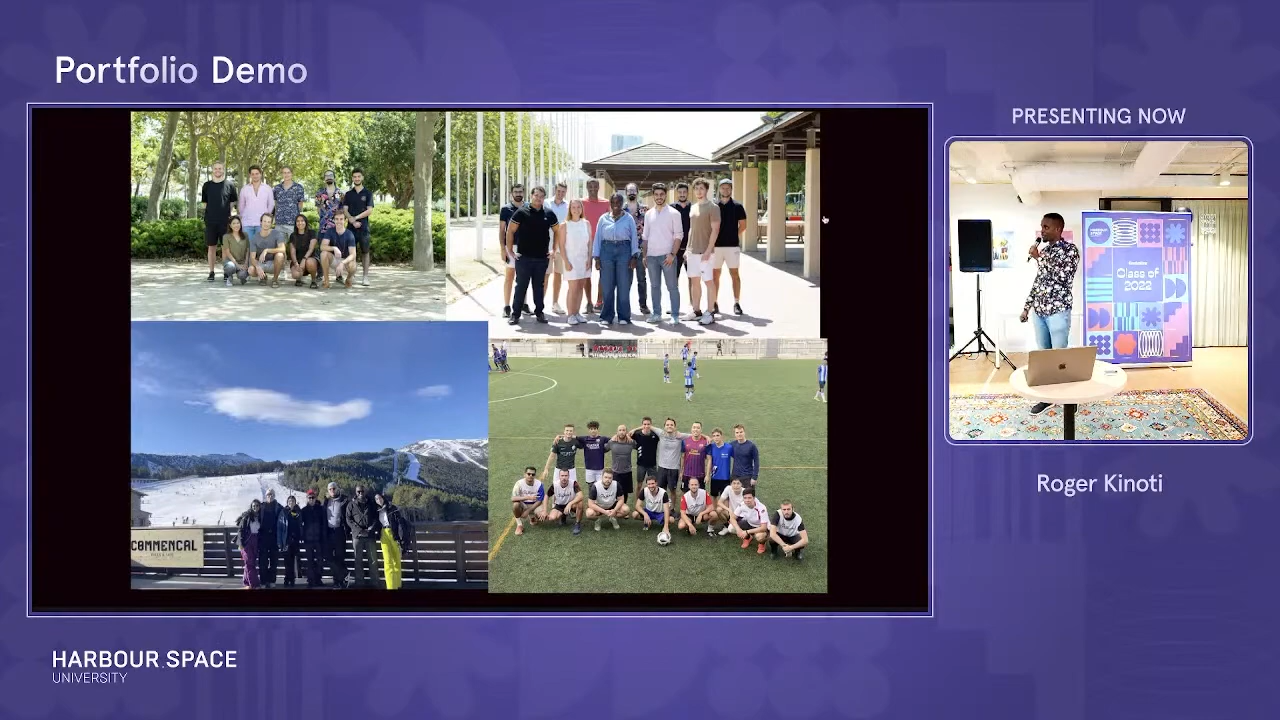 Portfolio Demo
PRESENTING NOW
Class of
2022
COMMENCAL
Roger Kinoti
HARBOUR.SPACE
UNIVERSITY